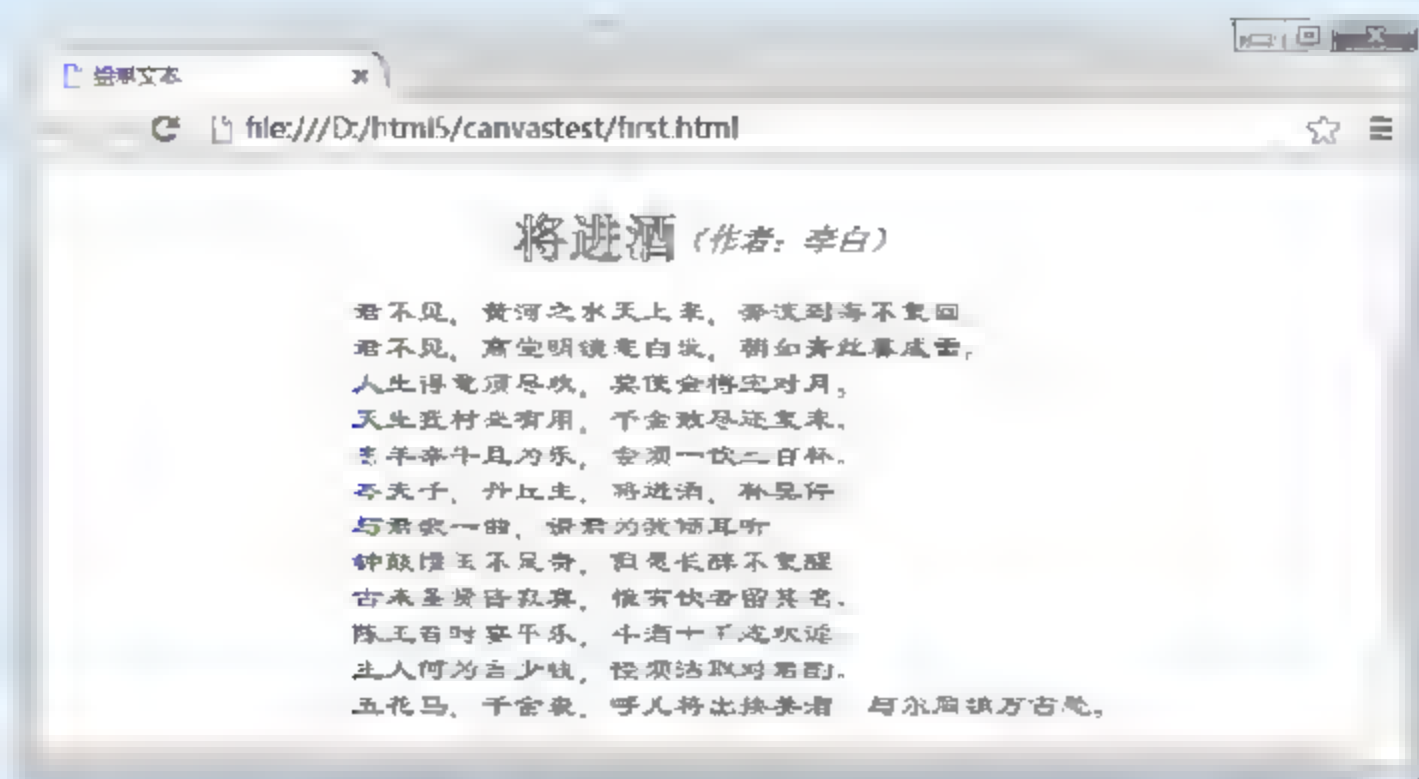 绘制文本
file:///D:/html5/canvastest/first.html
将进酒（作者：李白）
君不见，黄河之水天上来，奔流到海不复回
君不见，高堂明镜悲白发，朝如青丝暮成雪，
人生得意须尽欢，莫使金樽空对月，
天生我材必有用，千金散尽还复来。
烹羊宰牛且为乐，会须一饮三百杯。
岑夫子，丹丘生，将进酒，杯莫停
与君歌一曲，请君为我倾耳听
钟鼓馔玉不足贵，但愿长醉不复醒
古来圣贤皆寂寞，惟有饮者留其名。
陈王昔时宴平乐，斗酒十千恣欢谑
主人何为言少钱，径须沽取对君酌。
五花马，千金裘，呼儿将出换美酒 与尔同销万古愁。